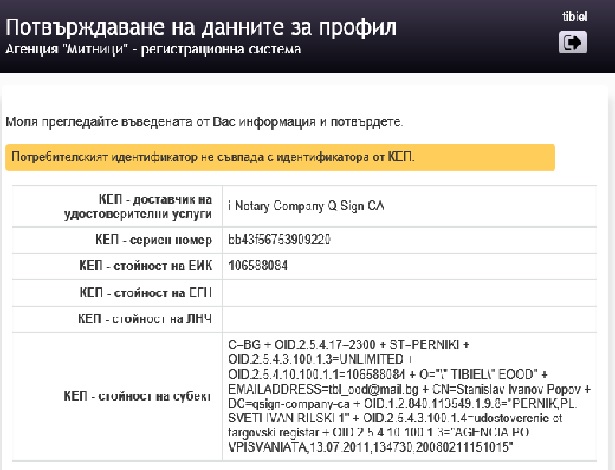 Потвърждаване на данните за профил
tibiel
Агенция "Митници" - регистрационна система
Моля прегледайте въведената от Вас информация и потвърдете.
Потребителският идентификатор не съвпада с идентификатора от КЕП.
КЕП - доставчик на
удостоверителни услуги
i-Notary Company Q Sign CA
КЕП - сериен номер
bb43f56753909220
КЕП - стойност на ЕИК
106588084
КЕП - стойност на ЕГН
КЕП - стойност на ЛНЧ
КЕП - стойност на субект
C=BG + OID.2.5.4.17=2300 + ST=PERNIKI +
OID.2.5.4.3.100.1.3=UNLIMITED +
OID.2.5.4.10.100.1.1=106588084 + O="\" TIBIEL\" EOOD" +
EMAILADDRESS=tbl_ood@mail.bg + CN=Stanislav Ivanov Popov +
DC=qsign-company-ca + OID.1.2.840.113549.1.9.8="PERNIK,PL.
SVETI IVAN RILSKI 1" + OID.2.5.4.3.100.1.4=udostoverenie ot
targovski registar + OID.2.5.4.10.100.1.3="AGENCIA PO
VPISVANIATA,13.07.2011,134730,20080211151015"